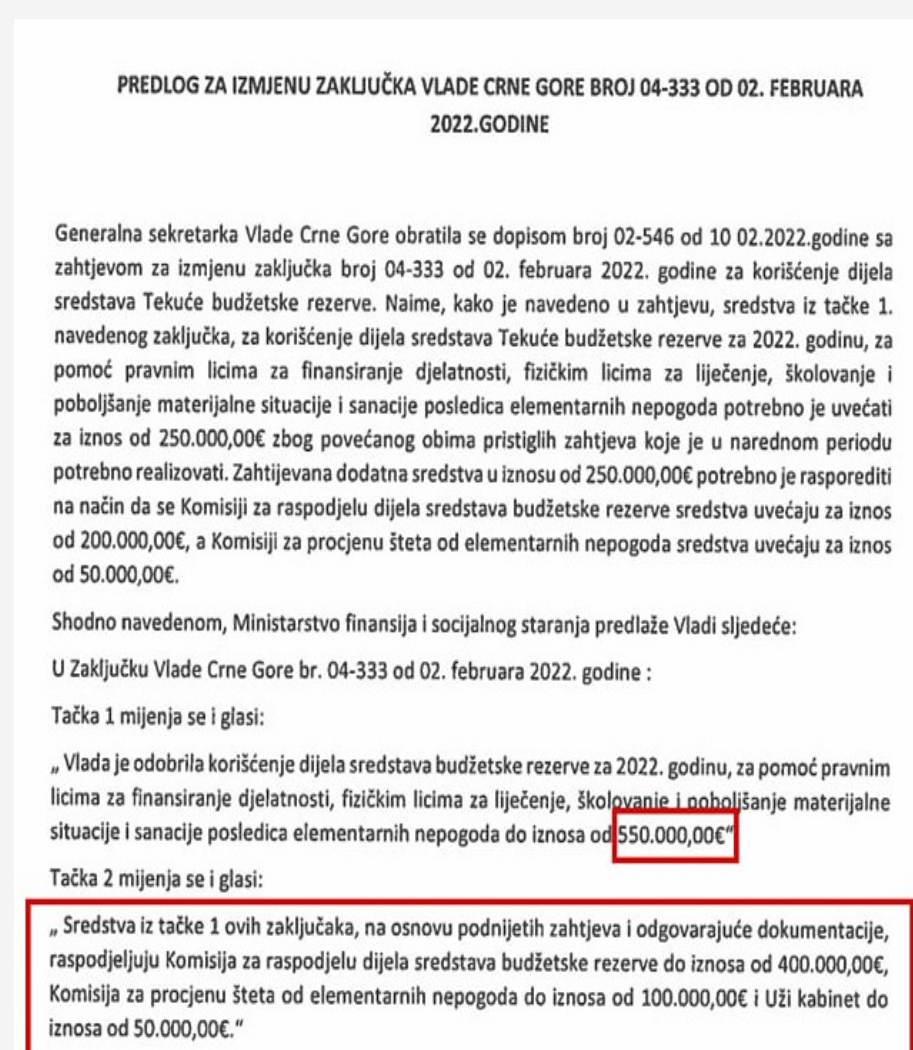 PREDLOG ZA IZMJENU ZAKLJUČKA VLADE CRNE GORE BROJ 04-333 OD 02. FEBRUARA
2022.GODINE
Generalna sekretarka Vlade Crne Gore obratila se dopisom broj 02-546 od 10 02.2022.godine sa
zahtjevom za izmjenu zaključka broj 04-333 od 02. februara 2022. godine za korišćenje dijela
sredstava Tekuće budžetske rezerve. Naime, kako je navedeno u zahtjevu, sredstva iz tačke 1.
navedenog zaključka, za korišćenje dijela sredstava Tekuće budžetske rezerve za 2022. godinu, za
pomoć pravnim licima za finansiranje djelatnosti, fizičkim licima za liječenje, školovanje i
poboljšanje materijalne situacije i sanacije posledica elementarnih nepogoda potrebno je uvećati
za iznos od 250.000,00€ zbog povećanog obima pristiglih zahtjeva koje je u narednom periodu
potrebno realizovati. Zahtijevana dodatna sredstva u iznosu od 250.000,00€ potrebno je rasporediti
na način da se Komisiji za raspodjelu dijela sredstava budžetske rezerve sredstva uvećaju za iznos
od 200.000,00€, a Komisiji za procjenu šteta od elementarnih nepogoda sredstva uvećaju za iznos
od 50.000,00€.
Shodno navedenom, Ministarstvo finansija i socijalnog staranja predlaže Vladi sljedeće:
U Zaključku Vlade Crne Gore br. 04-333 od 02. februara 2022. godine :
Tačka 1 mijenja se i glasi:
„ Vlada je odobrila korišćenje dijela sredstava budžetske rezerve za 2022. godinu, za pomoć pravnim
licima za finansiranje djelatnosti, fizičkim licima za liječenje, školovanje i poboljšanje materijalne
situacije i sanacije posledica elementarnih nepogoda do iznosa od 550.000,00€“
Tačka 2 mijenja se i glasi:
„ Sredstva iz tačke 1 ovih zaključaka, na osnovu podnijetih zahtjeva i odgovarajuće dokumentacije,
raspodjeljuju Komisija za raspodjelu dijela sredstava budžetske rezerve do iznosa od 400.000,00€,
Komisija za procjenu šteta od elementarnih nepogoda do iznosa od 100.000,00€ i Uži kabinet do
iznosa od 50.000,00€.“